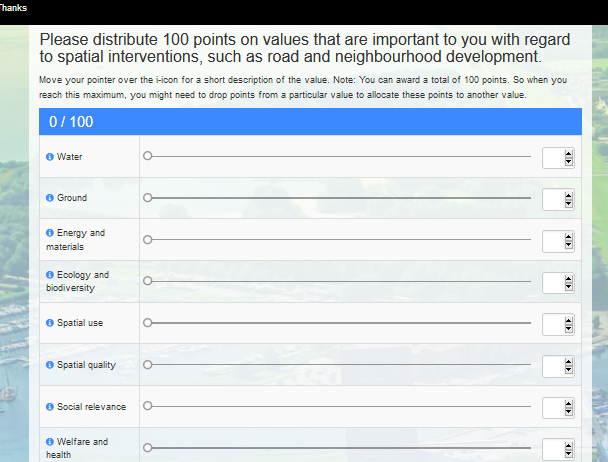 Thanks
Please distribute 100 points on values that are important to you with regard
to spatial interventions, such as road and neighbourhood development.
Move your pointer over the i-icon for a short description of the value. Note: You can award a total of 100 points. So when you
reach this maximum, you might need to drop points from a particular value to allocate these points to another value.
0 / 100
Water
Ground
Energy and
materials
Ecology and
biodiversity
Spatial use
Spatial quality
Social relevance
Welfare and
health